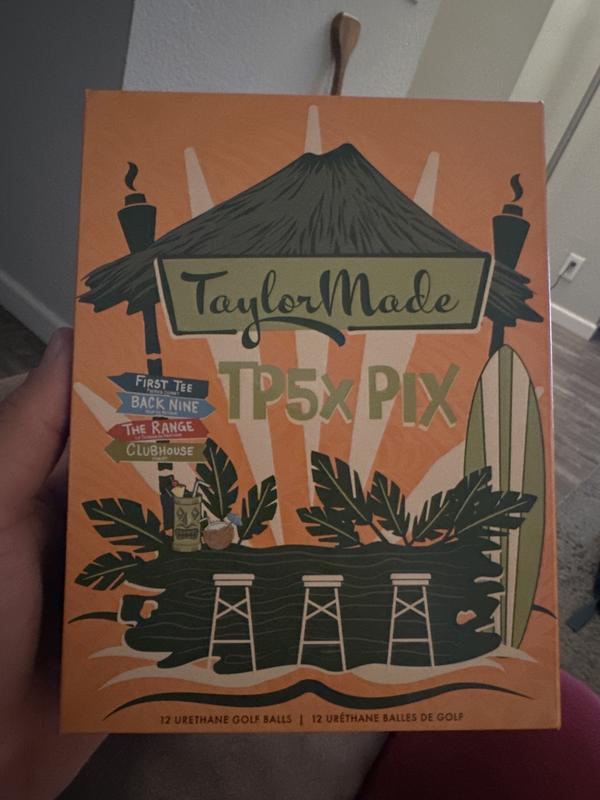 TaylorMade
TP5x PIX
FIRST TEE
BACK NINE
THE RANGE
CLUBHOUSE
12 URETHANE GOLF BALLS | 12 URÉTHANE BALLES DE GOLF